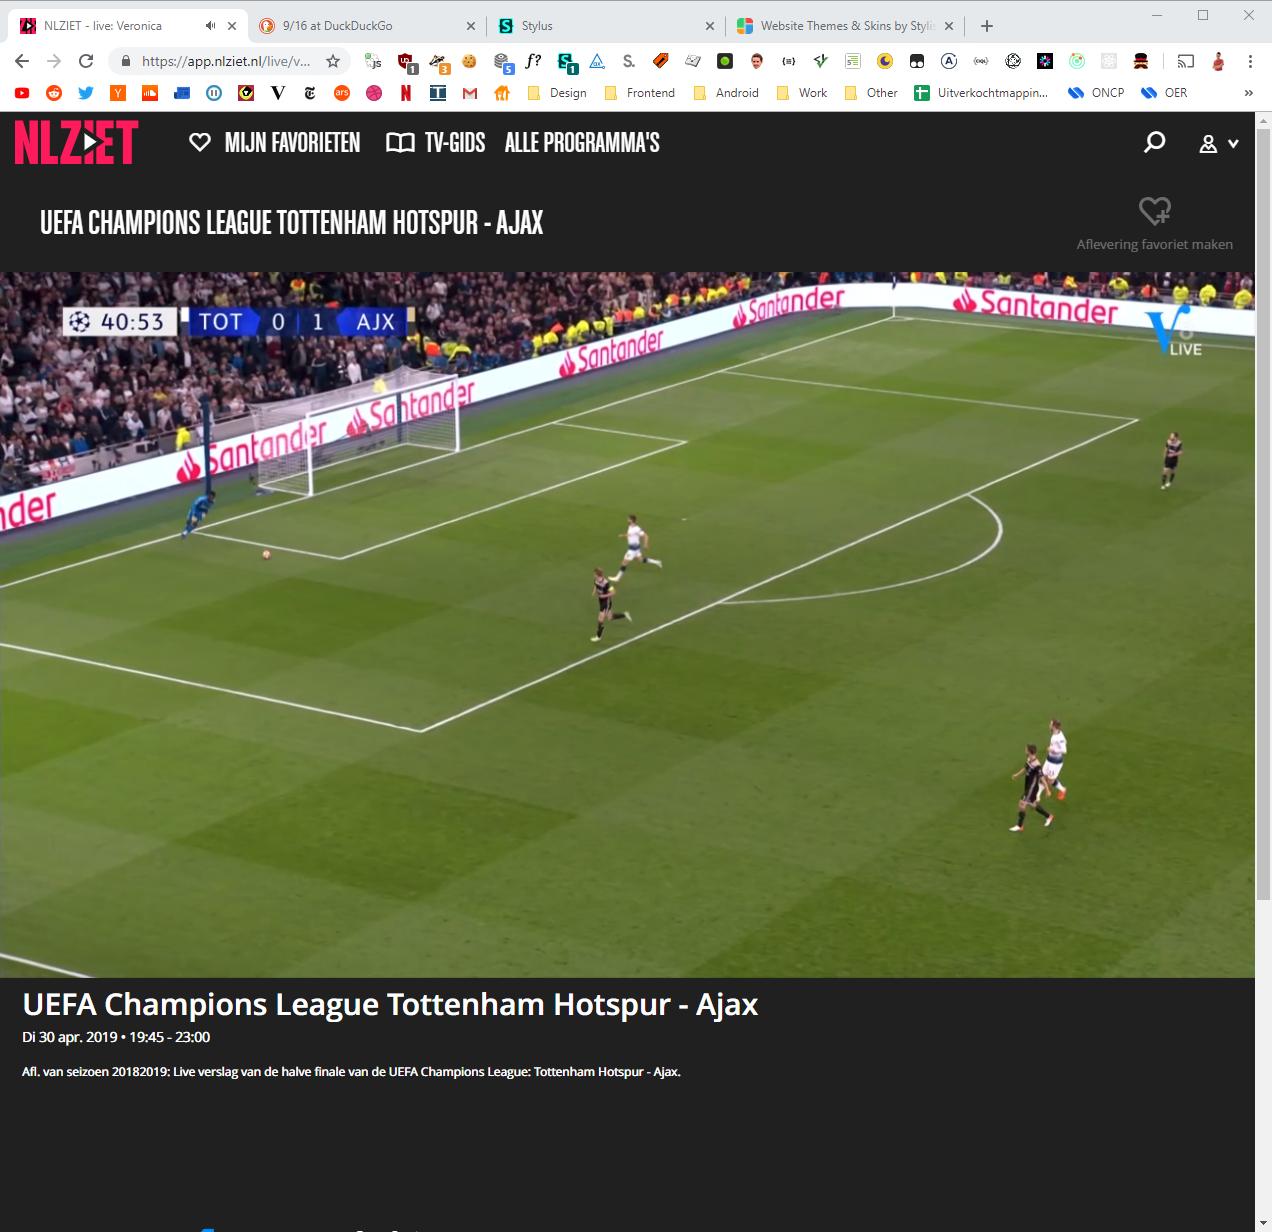 NLZIET - live: Veronica
9/16 at DuckDuckGo
Stylus
Website Themes & Skins by Stylis
https://app.nlziet.nl/live/v...
Design
Frontend
Android
Work
Other
Uitverkochtmappin...
ONCP
OER
NLZIET
MIJN FAVORIETEN
TV-GIDS
ALLE PROGRAMMA'S
UEFA CHAMPIONS LEAGUE TOTTENHAM HOTSPUR - AJAX
Aflevering favoriet maken
40:53 TOT 0 1 AJX
Santander
Santander
Santander
Santander
Santander
nder
V
LIVE
UEFA Champions League Tottenham Hotspur - Ajax
Di 30 apr. 2019 • 19:45 - 23:00
Afl. van seizoen 20182019: Live verslag van de halve finale van de UEFA Champions League: Tottenham Hotspur - Ajax.